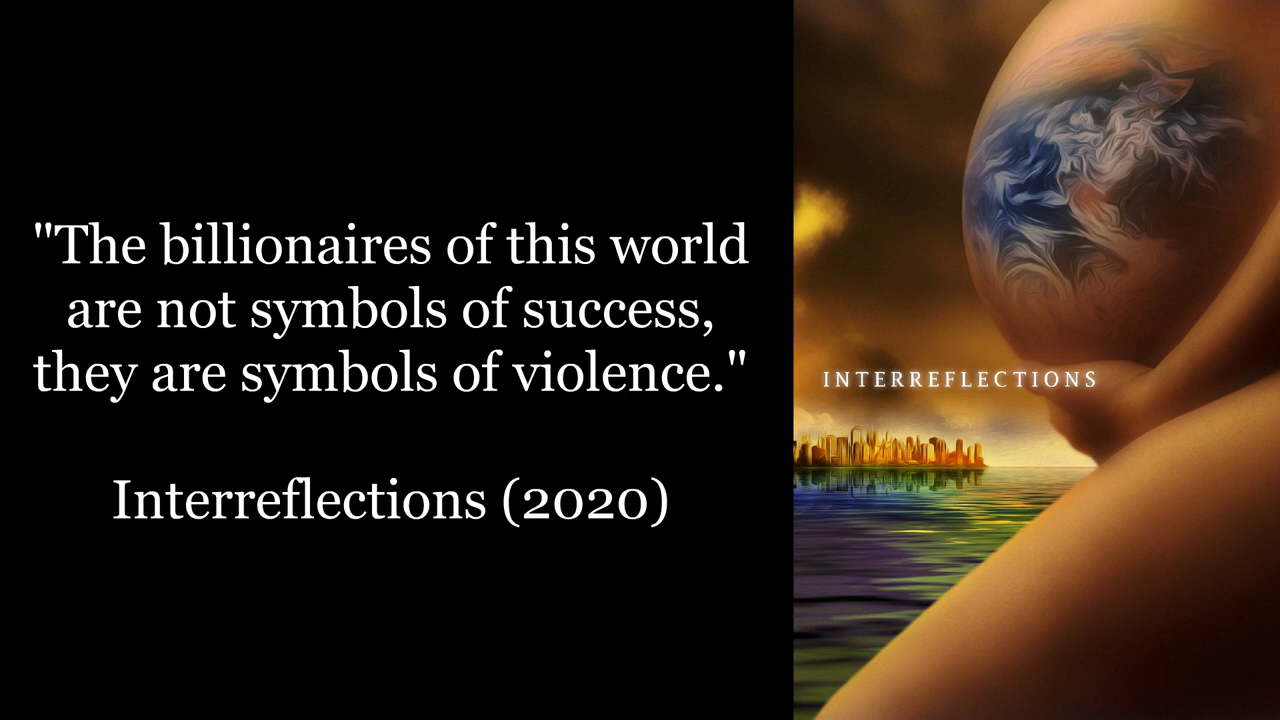 "The billionaires of this world
are not symbols of success,
they are symbols of violence."
Interreflections (2020)
INTERREFLECTIONS